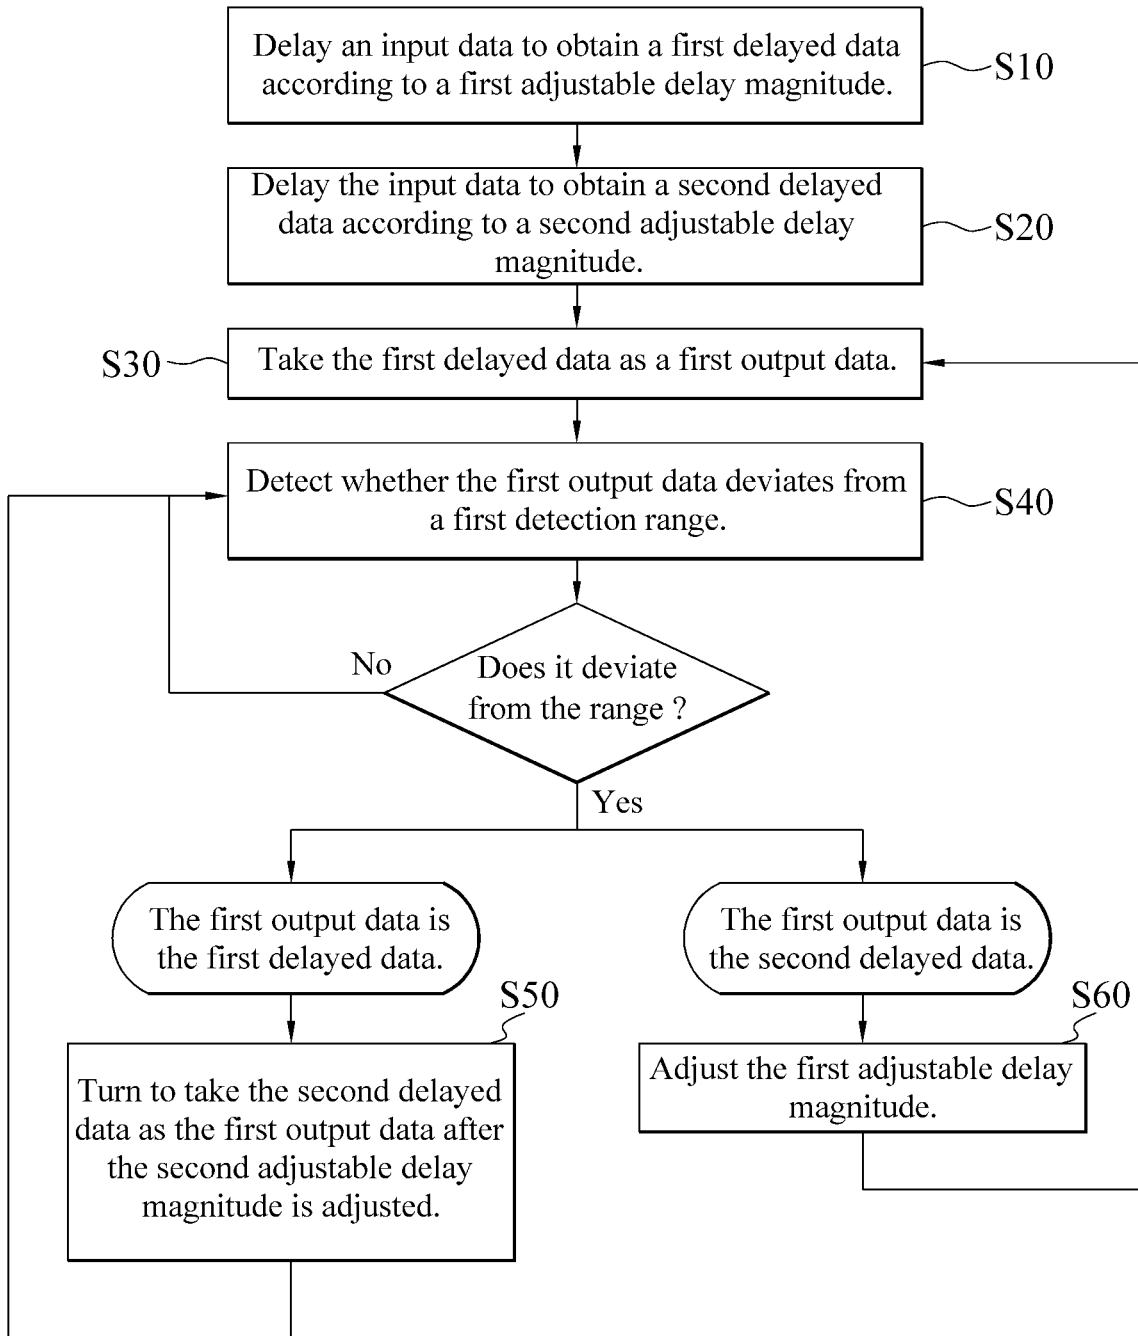 Delay an input data to obtain a first delayed data
according to a first adjustable delay magnitude.
S10
Delay the input data to obtain a second delayed
data according to a second adjustable delay
magnitude.
S20
S30
Take the first delayed data as a first output data.
Detect whether the first output data deviates from
a first detection range.
S40
No
Does it deviate
from the range ?
Yes
The first output data is
the first delayed data.
The first output data is
the second delayed data.
S50
Turn to take the second delayed
data as the first output data after
the second adjustable delay
magnitude is adjusted.
S60
Adjust the first adjustable delay
magnitude.